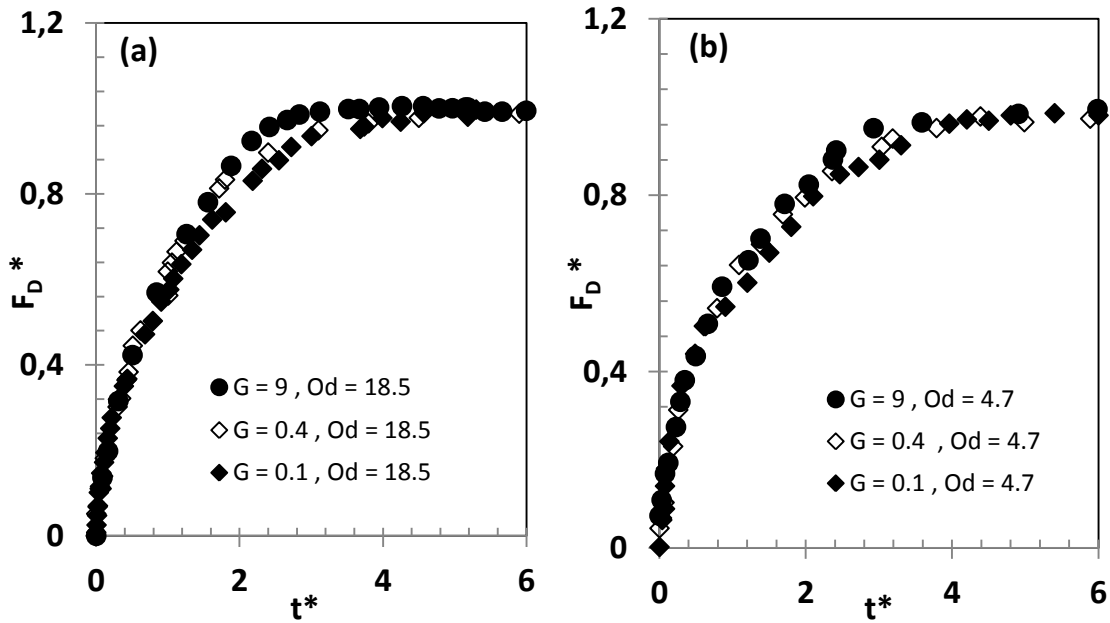 (a)
1,2
0,8
0,4
0
F_D*
G = 9 , Od = 18.5
G = 0.4 , Od = 18.5
G = 0.1 , Od = 18.5
0 2 4 6
t*
(b)
1,2
0,8
0,4
0
F_D*
G = 9 , Od = 4.7
G = 0.4 , Od = 4.7
G = 0.1 , Od = 4.7
0 2 4 6
t*